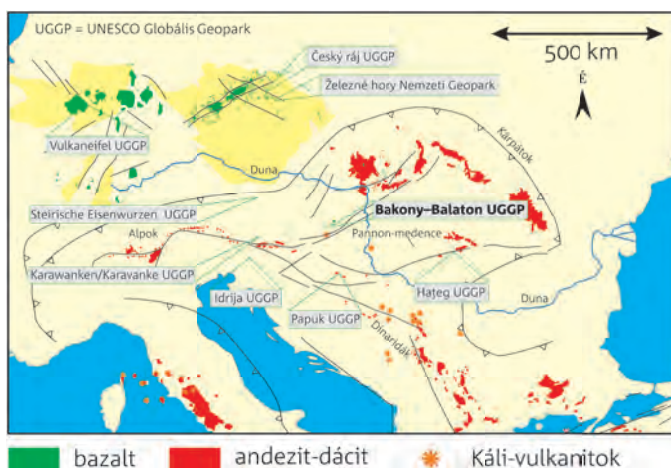 UGGP = UNESCO Globális Geopark
500 km
É
Český ráj UGGP
Železné hory Nemzeti Geopark
Vulkaneifel UGGP
Kárpátok
Duna
Steirische Eisenwurzen UGGP
Bakony–Balaton UGGP
Alpok
Pannon-medence
Karawanken/Karavanke UGGP
Idrija UGGP
Hațeg UGGP
Duna
Papuk UGGP
Dinaridák
bazalt
andezit-dácit
Káli-vulkanitok